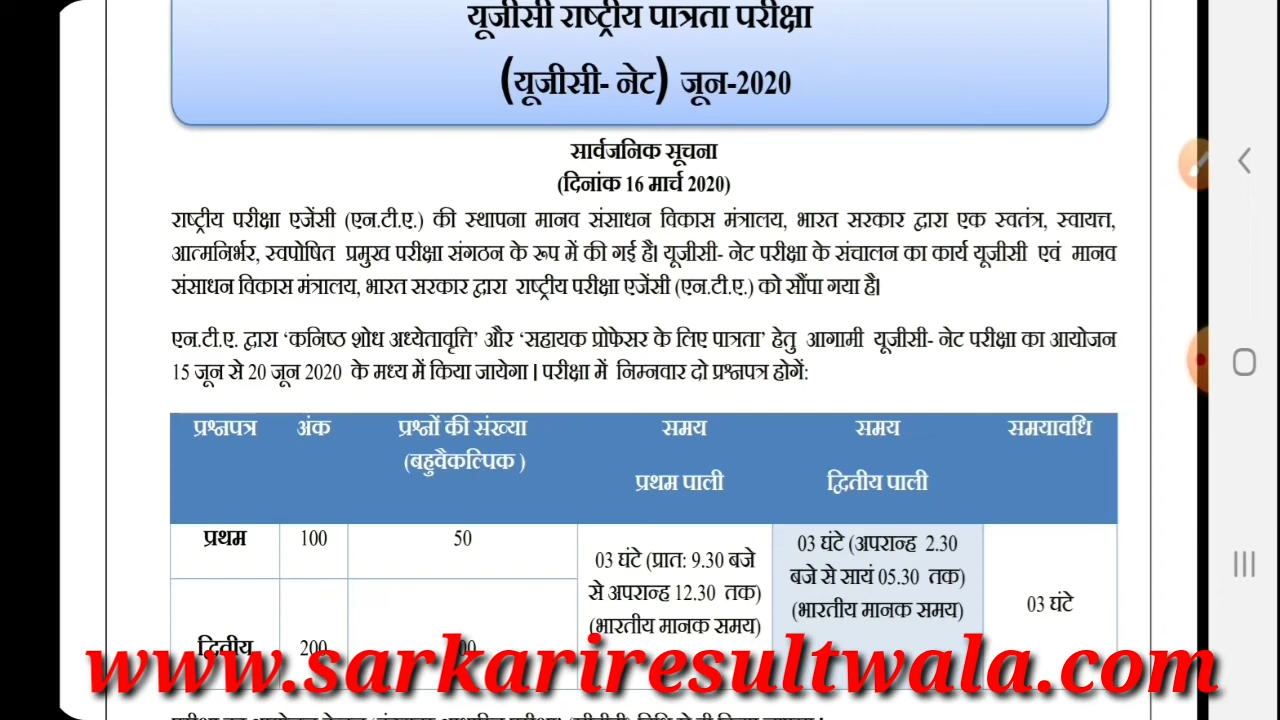 यूजीसी राष्ट्रीय पात्रता परीक्षा
(यूजीसी- नेट) जून-2020
सार्वजनिक सूचना
(दिनांक 16 मार्च 2020)
राष्ट्रीय परीक्षा एजेंसी (एन.टी.ए.) की स्थापना मानव संसाधन विकास मंत्रालय, भारत सरकार द्वारा एक स्वतंत्र, स्वायत्त,
आत्मनिर्भर, स्वपोषित प्रमुख परीक्षा संगठन के रूप में की गई है। यूजीसी- नेट परीक्षा के संचालन का कार्य यूजीसी एवं मानव
संसाधन विकास मंत्रालय, भारत सरकार द्वारा राष्ट्रीय परीक्षा एजेंसी (एन.टी.ए.) को सौंपा गया है।
एन.टी.ए. द्वारा ‘कनिष्ठ शोध अध्येतावृत्ति’ और ‘सहायक प्रोफेसर के लिए पात्रता’ हेतु आगामी यूजीसी- नेट परीक्षा का आयोजन
15 जून से 20 जून 2020 के मध्य में किया जायेगा। परीक्षा में निम्नवार दो प्रश्नपत्र होगें:
प्रश्नपत्र अंक प्रश्नों की संख्या समय समय समयावधि
(बहुवैकल्पिक )
प्रथम पाली द्वितीय पाली
प्रथम 100 50
03 घंटे (प्रात: 9.30 बजे
से अपरान्ह 12.30 तक)
(भारतीय मानक समय)
03 घंटे (अपरान्ह 2.30
बजे से सायं 05.30 तक)
(भारतीय मानक समय)
03 घंटे
द्वितीय 200
www.sarkariresultwala.com